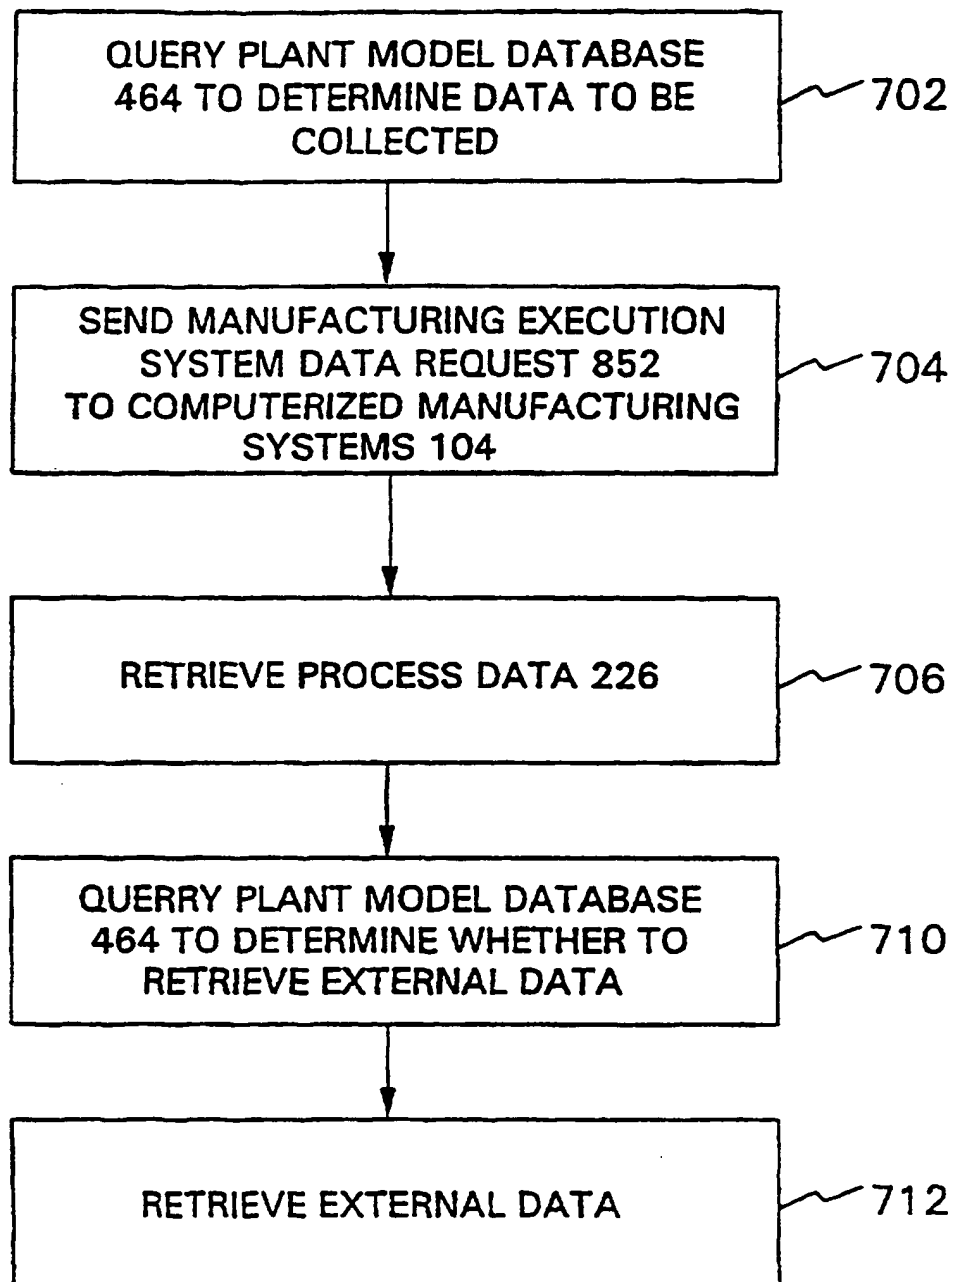 QUERY PLANT MODEL DATABASE
464 TO DETERMINE DATA TO BE
COLLECTED
702
SEND MANUFACTURING EXECUTION
SYSTEM DATA REQUEST 852
TO COMPUTERIZED MANUFACTURING
SYSTEMS 104
704
RETRIEVE PROCESS DATA 226
706
QUERRY PLANT MODEL DATABASE
464 TO DETERMINE WHETHER TO
RETRIEVE EXTERNAL DATA
710
RETRIEVE EXTERNAL DATA
712